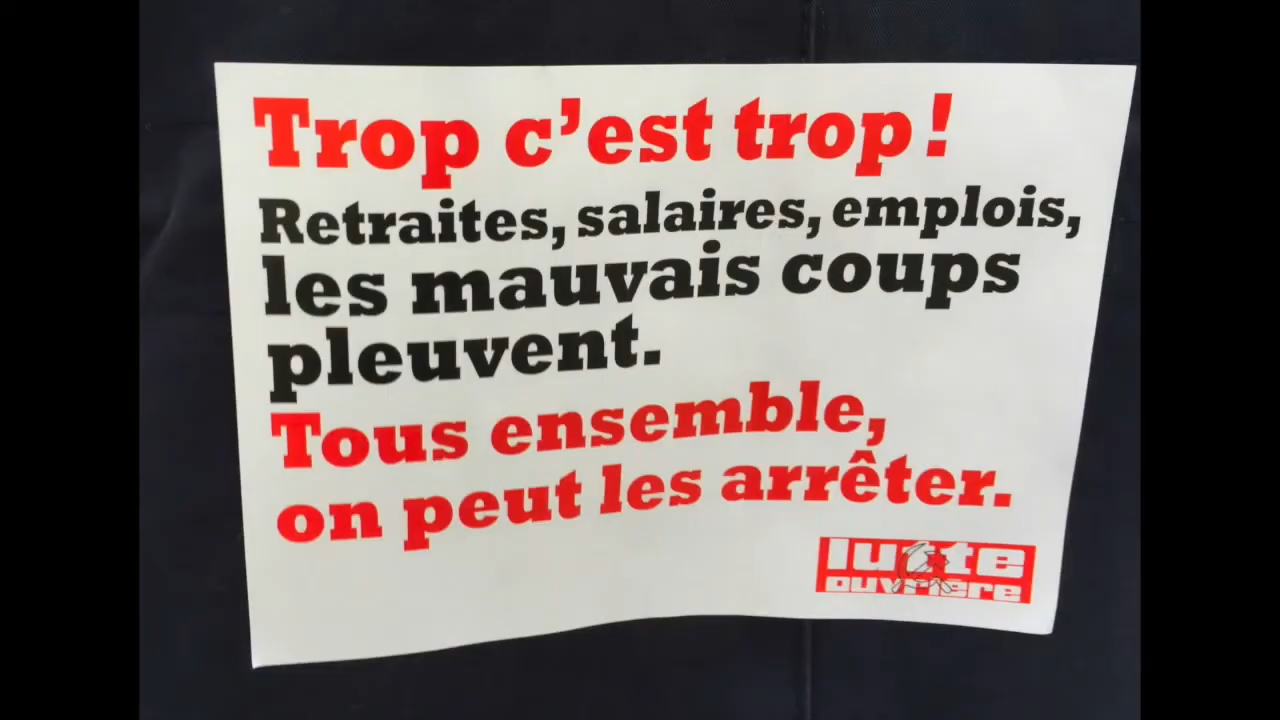 Trop c'est trop !
Retraites, salaires, emplois,
les mauvais coups
pleuvent.
Tous ensemble,
on peut les arrêter.
lutte
ouvrière